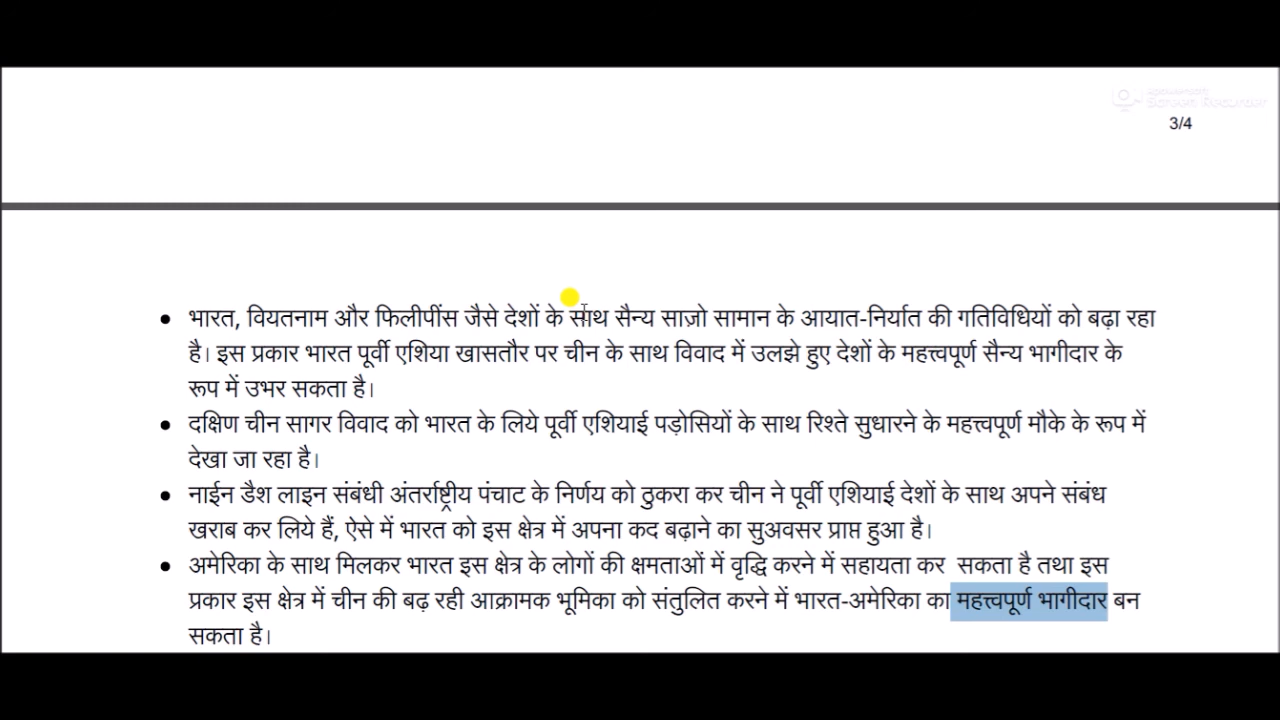 Screen Recorder
3/4
• भारत, वियतनाम और फिलीपींस जैसे देशों के साथ सैन्य साज़ो सामान के आयात-निर्यात की गतिविधियों को बढ़ा रहा
है। इस प्रकार भारत पूर्वी एशिया खासतौर पर चीन के साथ विवाद में उलझे हुए देशों के महत्त्वपूर्ण सैन्य भागीदार के
रूप में उभर सकता है।
• दक्षिण चीन सागर विवाद को भारत के लिये पूर्वी एशियाई पड़ोसियों के साथ रिश्ते सुधारने के महत्त्वपूर्ण मौके के रूप में
देखा जा रहा है।
• नाईन डैश लाइन संबंधी अंतर्राष्ट्रीय पंचाट के निर्णय को ठुकरा कर चीन ने पूर्वी एशियाई देशों के साथ अपने संबंध
खराब कर लिये हैं, ऐसे में भारत को इस क्षेत्र में अपना कद बढ़ाने का सुअवसर प्राप्त हुआ है।
• अमेरिका के साथ मिलकर भारत इस क्षेत्र के लोगों की क्षमताओं में वृद्धि करने में सहायता कर सकता है तथा इस
प्रकार इस क्षेत्र में चीन की बढ़ रही आक्रामक भूमिका को संतुलित करने में भारत-अमेरिका का महत्त्वपूर्ण भागीदार बन
सकता है।